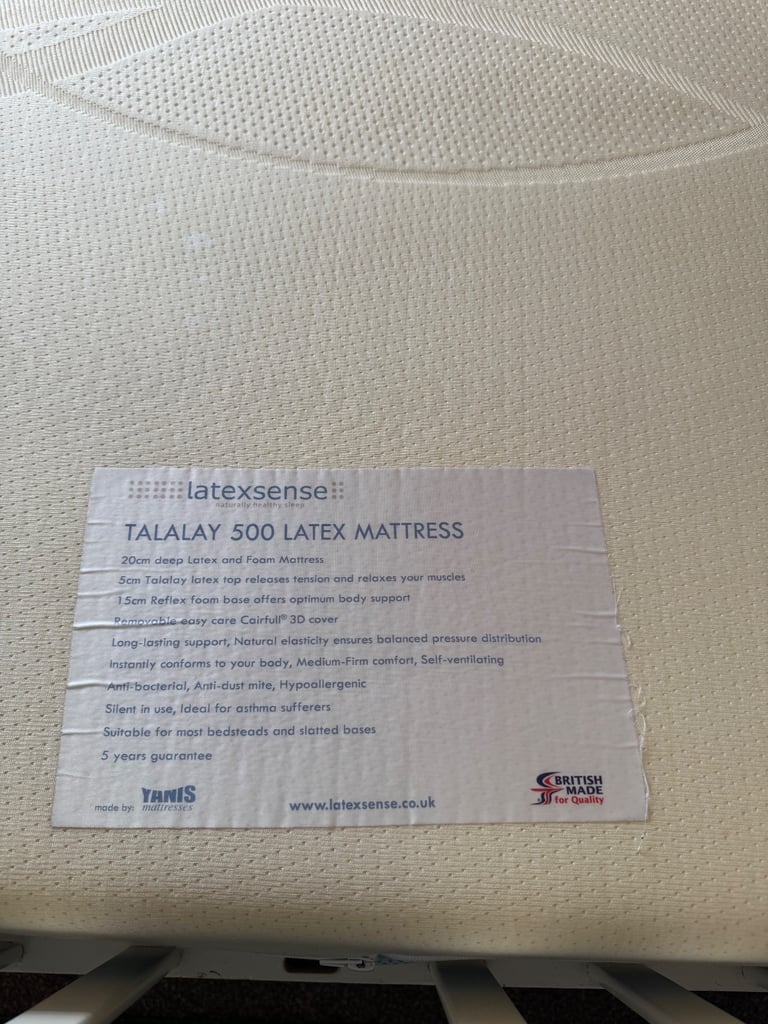 latexsense
naturally healthy sleep
TALALAY 500 LATEX MATTRESS
20cm deep Latex and Foam Mattress
5cm Talalay latex top releases tension and relaxes your muscles
15cm Reflex foam base offers optimum body support
Removable easy care Cairfull® 3D cover
Long-lasting support, Natural elasticity ensures balanced pressure distribution
Instantly conforms to your body, Medium-Firm comfort, Self-ventilating
Anti-bacterial, Anti-dust mite, Hypoallergenic
Silent in use, Ideal for asthma sufferers
Suitable for most bedsteads and slatted bases
5 years guarantee
made by: YANIS
mattresses
www.latexsense.co.uk
BRITISH
MADE
for Quality